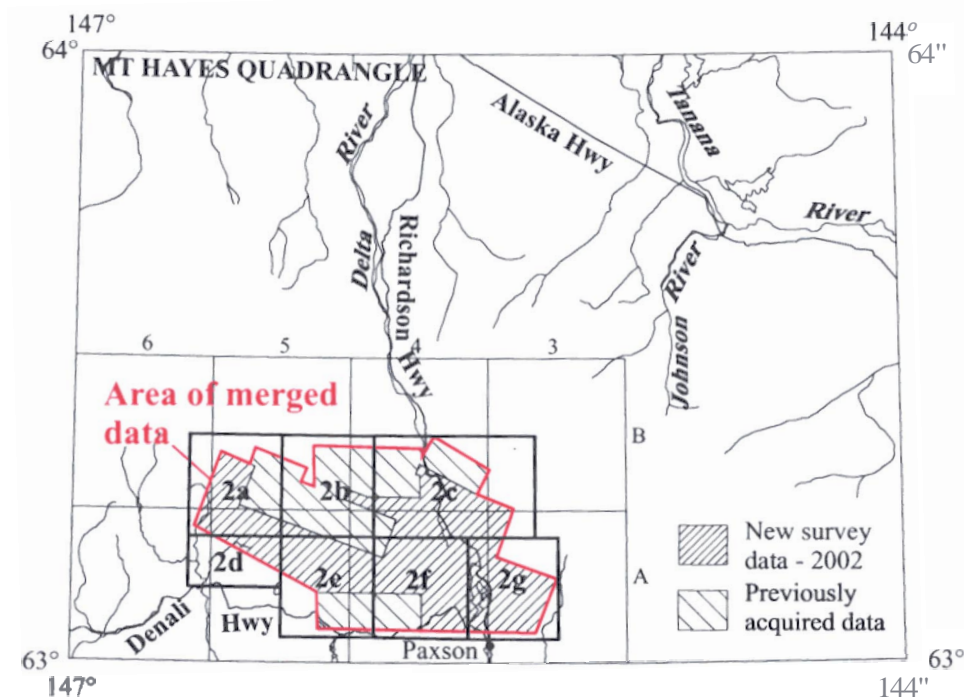 147°
144°
64°
64"
MT HAYES QUADRANGLE
River
Delta
Richardson
Hwy
Alaska Hwy
Tanana
River
Johnson
River
6
5
4
3
Area of merged
data
B
A
2a
2b
2c
2d
2e
2f
2g
New survey
data - 2002
Previously
acquired data
Denali
Hwy
Paxson
63°
63°
147°
144"